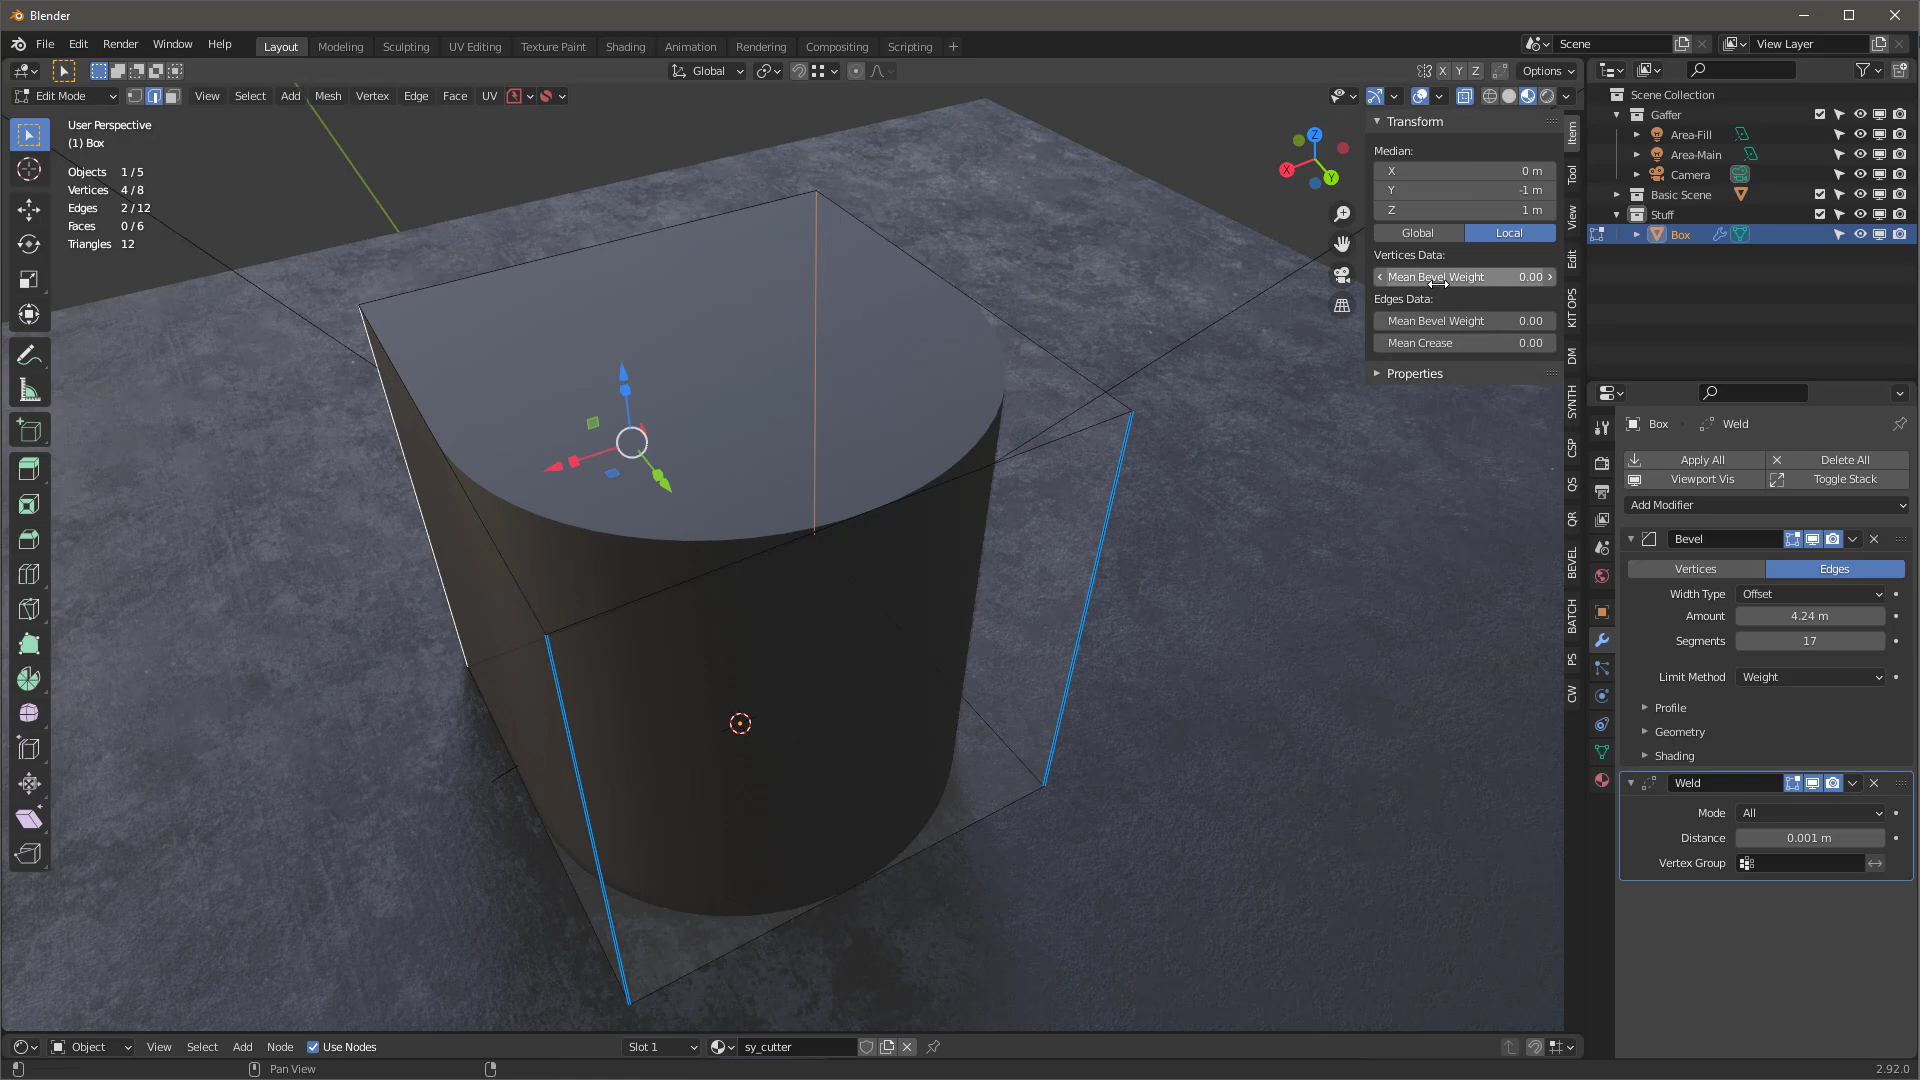 Blender
File Edit Render Window Help Layout Modeling Sculpting UV Editing Texture Paint Shading Animation Rendering Compositing Scripting + Scene View Layer
Global X Y Z Options
Edit Mode View Select Add Mesh Vertex Edge Face UV
User Perspective
(1) Box
Objects 1 / 5
Vertices 4 / 8
Edges 2 / 12
Faces 0 / 6
Triangles 12
Z
X
Y
Transform
Median:
X 0 m
Y -1 m
Z 1 m
Global Local
Vertices Data:
Mean Bevel Weight 0.00
Edges Data:
Mean Bevel Weight 0.00
Mean Crease 0.00
Properties
Item
Tool
View
Edit
KIT OPS
DM
SYNTH
CSP
QS
QR
BEVEL
BATCH
PS
CW
Scene Collection
Gaffer
Area-Fill
Area-Main
Camera
Basic Scene
Stuff
Box
Box Weld
Apply All Delete All
Viewport Vis Toggle Stack
Add Modifier
Bevel
Vertices Edges
Width Type Offset
Amount 4.24 m
Segments 17
Limit Method Weight
Profile
Geometry
Shading
Weld
Mode All
Distance 0.001 m
Vertex Group
Object View Select Add Node Use Nodes Slot 1 sy_cutter
Pan View 2.92.0